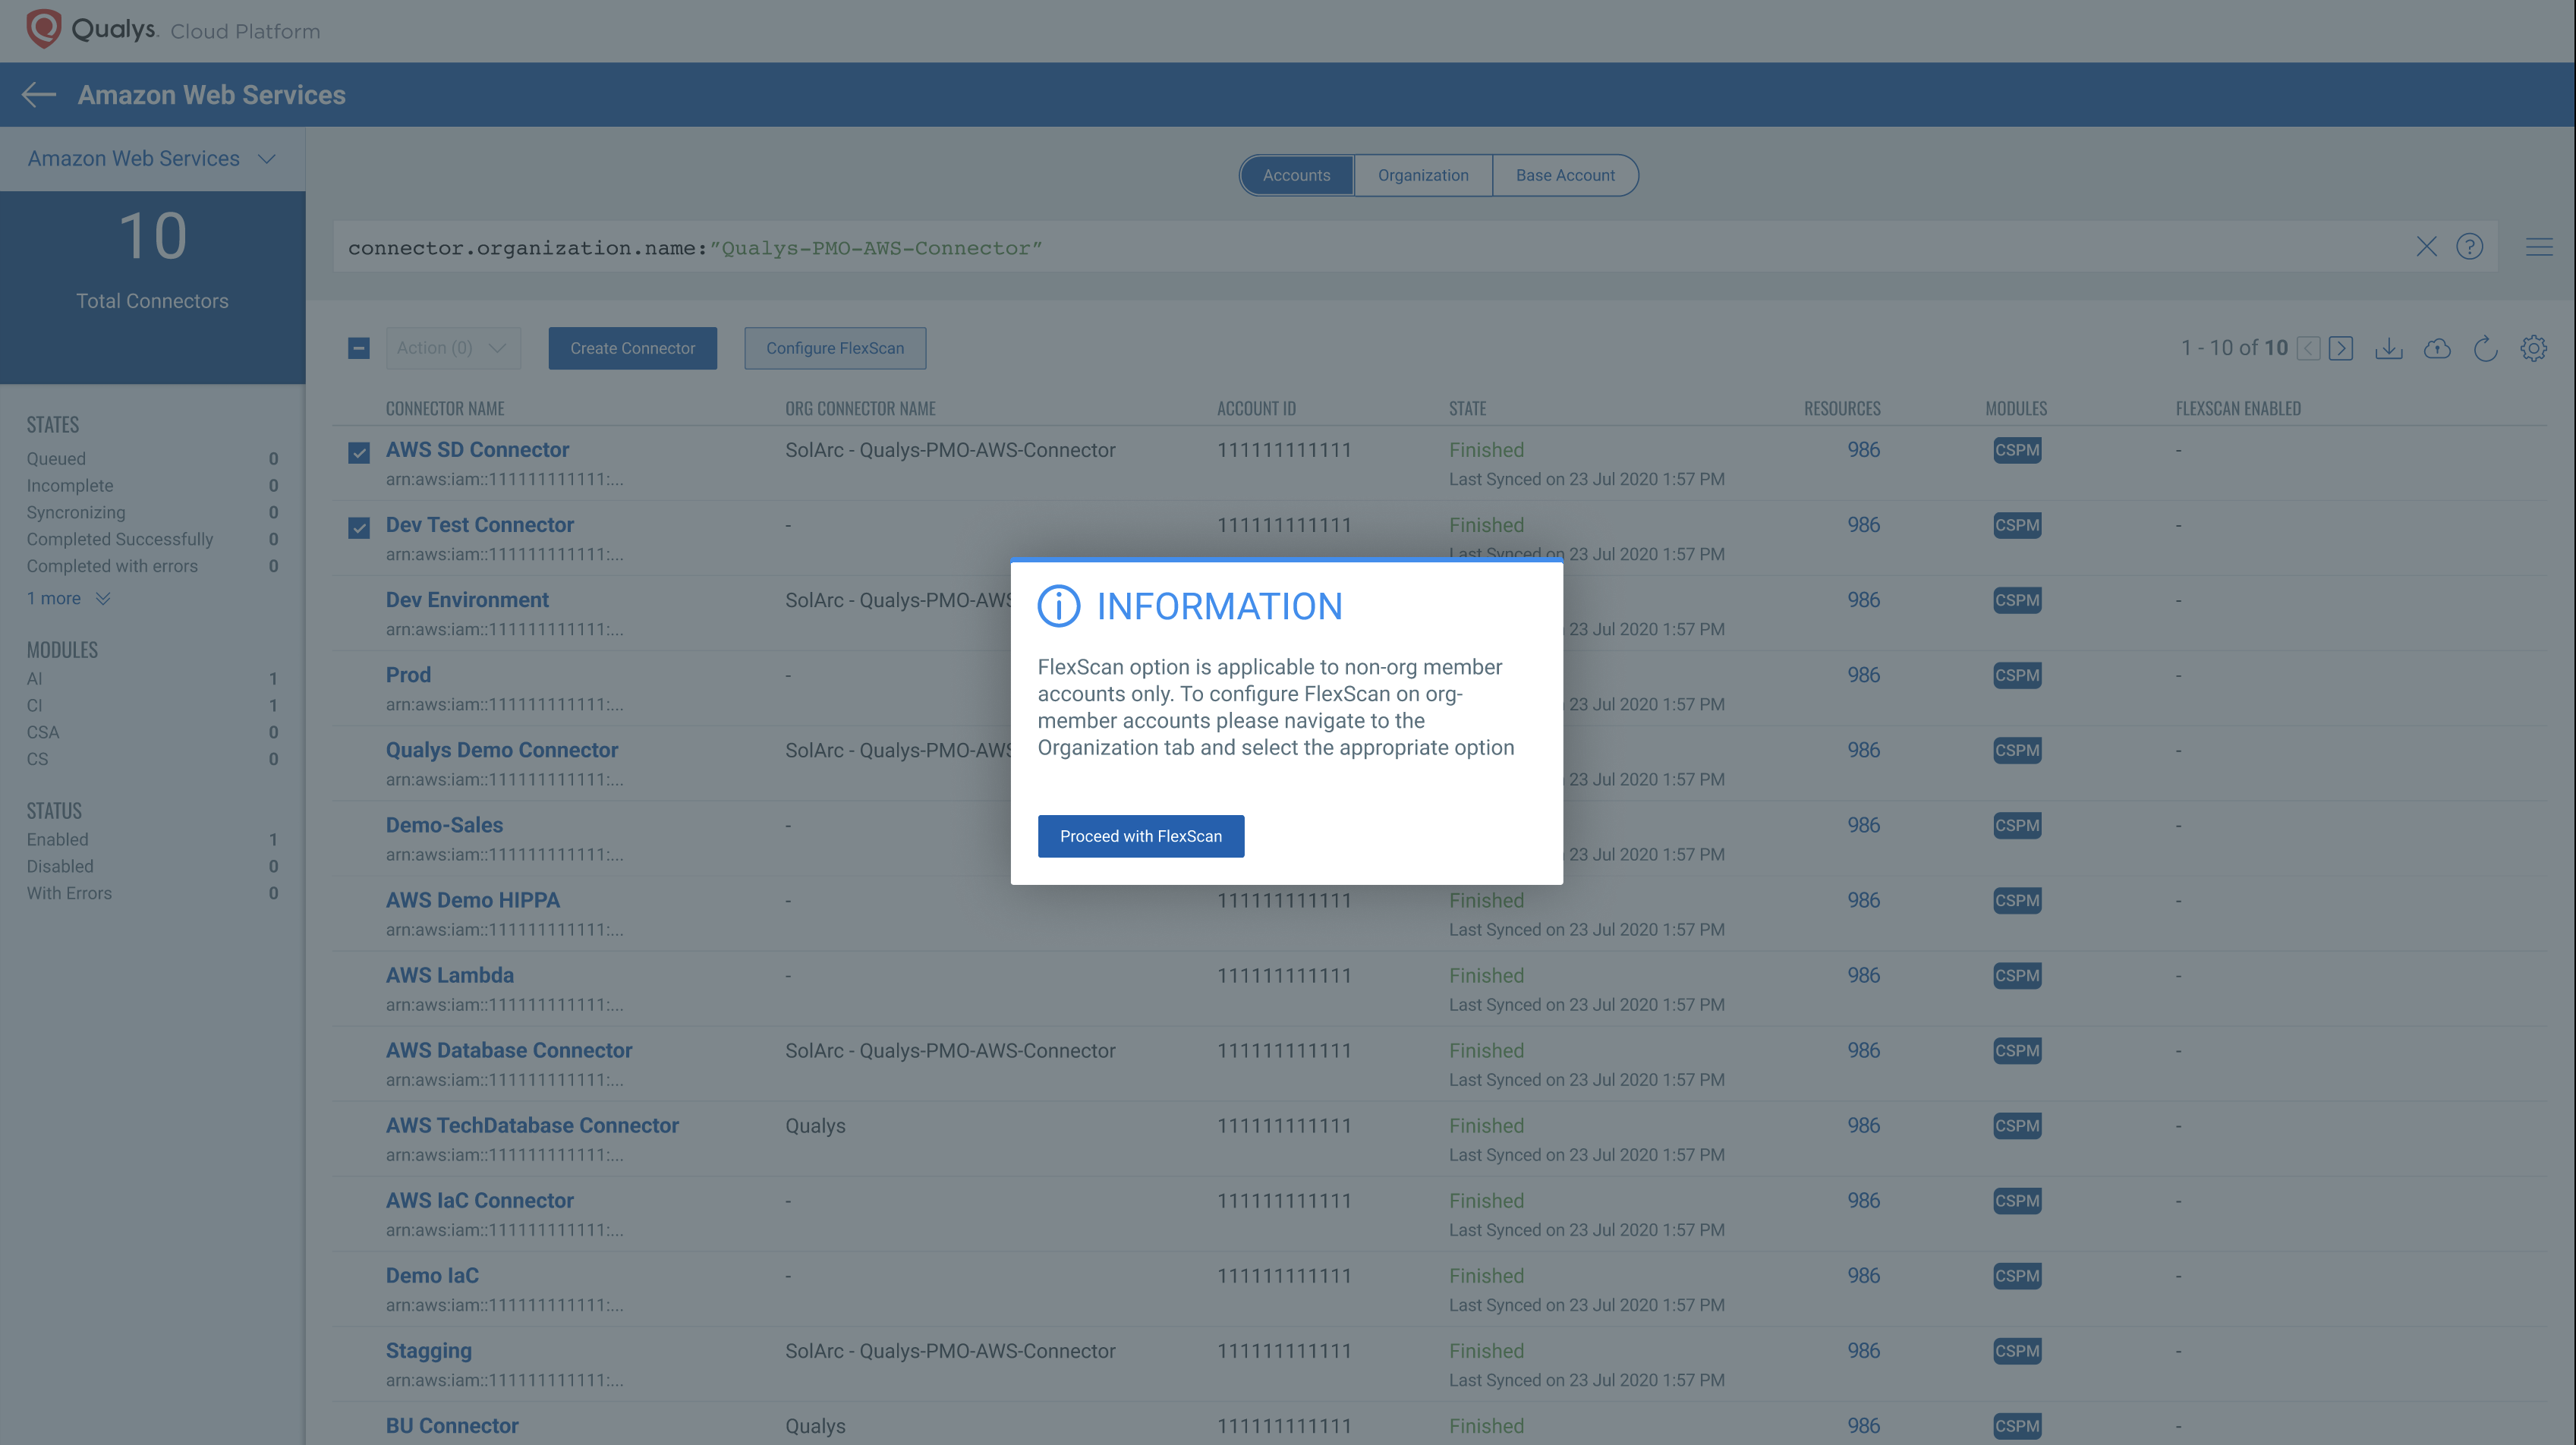 Qualys. Cloud Platform
Amazon Web Services
Amazon Web Services
10
Total Connectors
STATES
Queued 0
Incomplete 0
Syncronizing 0
Completed Successfully 0
Completed with errors 0
1 more
MODULES
AI 1
CI 1
CSA 0
CS 0
STATUS
Enabled 1
Disabled 0
With Errors 0
Accounts Organization Base Account
connector.organization.name:”Qualys-PMO-AWS-Connector”
Action (0) Create Connector Configure FlexScan 1 - 10 of 10
CONNECTOR NAME ORG CONNECTOR NAME ACCOUNT ID STATE RESOURCES MODULES FLEXSCAN ENABLED
AWS SD Connector SolArc - Qualys-PMO-AWS-Connector 111111111111 Finished 986 CSPM -
arn:aws:iam::111111111111:... Last Synced on 23 Jul 2020 1:57 PM
Dev Test Connector - 111111111111 Finished 986 CSPM -
arn:aws:iam::111111111111:... Last Synced on 23 Jul 2020 1:57 PM
Dev Environment SolArc - Qualys-PMO-AWS 986 CSPM -
arn:aws:iam::111111111111:... 23 Jul 2020 1:57 PM
Prod - 986 CSPM -
arn:aws:iam::111111111111:... 23 Jul 2020 1:57 PM
Qualys Demo Connector SolArc - Qualys-PMO-AWS 986 CSPM -
arn:aws:iam::111111111111:... 23 Jul 2020 1:57 PM
Demo-Sales - 986 CSPM -
arn:aws:iam::111111111111:... 23 Jul 2020 1:57 PM
AWS Demo HIPPA - 111111111111 Finished 986 CSPM -
arn:aws:iam::111111111111:... Last Synced on 23 Jul 2020 1:57 PM
AWS Lambda - 111111111111 Finished 986 CSPM -
arn:aws:iam::111111111111:... Last Synced on 23 Jul 2020 1:57 PM
AWS Database Connector SolArc - Qualys-PMO-AWS-Connector 111111111111 Finished 986 CSPM -
arn:aws:iam::111111111111:... Last Synced on 23 Jul 2020 1:57 PM
AWS TechDatabase Connector Qualys 111111111111 Finished 986 CSPM -
arn:aws:iam::111111111111:... Last Synced on 23 Jul 2020 1:57 PM
AWS IaC Connector - 111111111111 Finished 986 CSPM -
arn:aws:iam::111111111111:... Last Synced on 23 Jul 2020 1:57 PM
Demo IaC - 111111111111 Finished 986 CSPM -
arn:aws:iam::111111111111:... Last Synced on 23 Jul 2020 1:57 PM
Stagging SolArc - Qualys-PMO-AWS-Connector 111111111111 Finished 986 CSPM -
arn:aws:iam::111111111111:... Last Synced on 23 Jul 2020 1:57 PM
BU Connector Qualys 111111111111 Finished 986 CSPM -
INFORMATION
FlexScan option is applicable to non-org member
accounts only. To configure FlexScan on org-
member accounts please navigate to the
Organization tab and select the appropriate option
Proceed with FlexScan